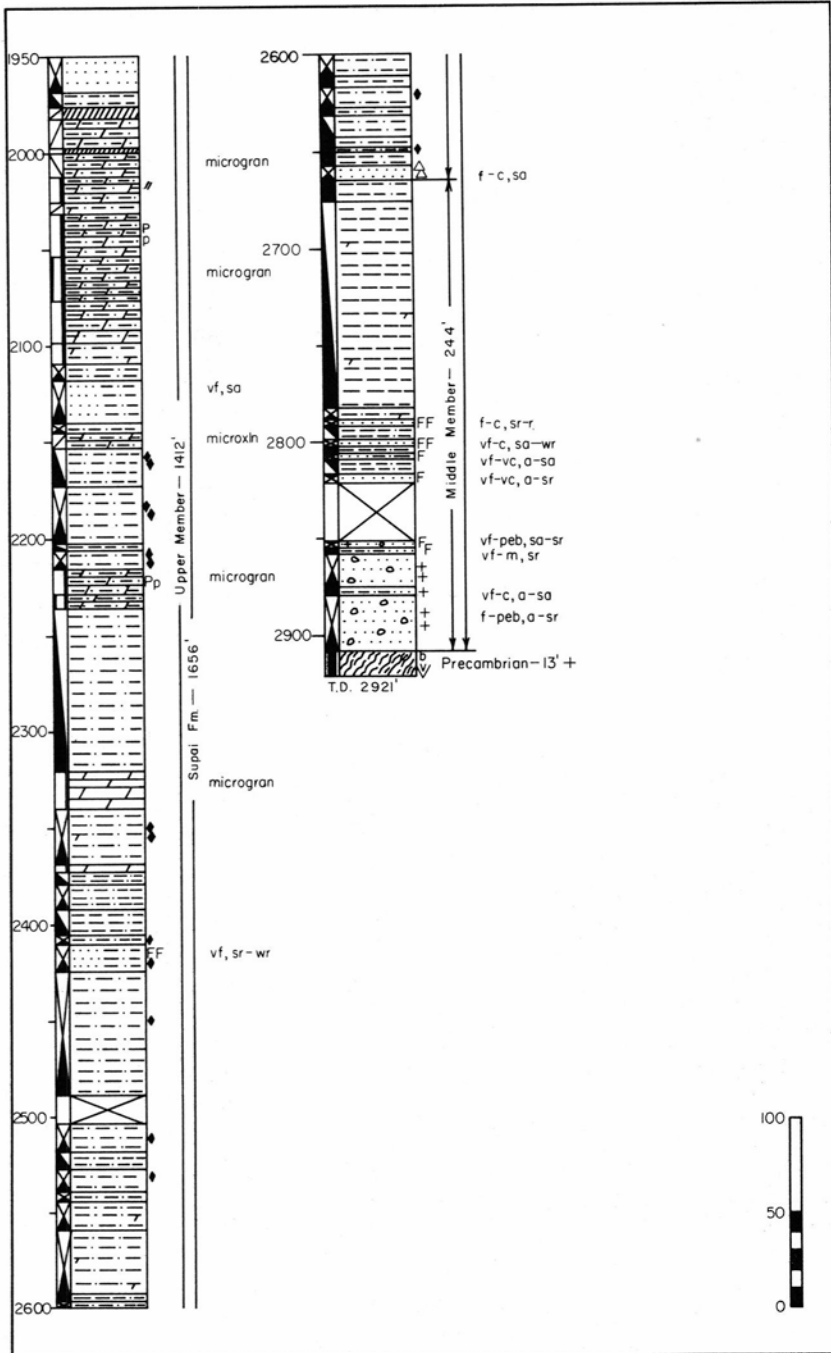 1950
2000
microgran
P
p
microgran
2100
vf, sa
microxln
2200
Pp
microgran
Upper Member — 1412'
Supai Fm. — 1656'
2300
microgran
2400
FF
vf, sr-wr
2500
2600
2600
f-c, sa
2700
Middle Member — 244'
2800
FF
f-c, sr-r
FF
vf-c, sa-wr
F
vf-vc, a-sa
F
vf-vc, a-sr
F
vf-peb, sa-sr
F
vf-m, sr
vf-c, a-sa
f-peb, a-sr
2900
b
Precambrian — 13' +
T.D. 2921'
100
50
0